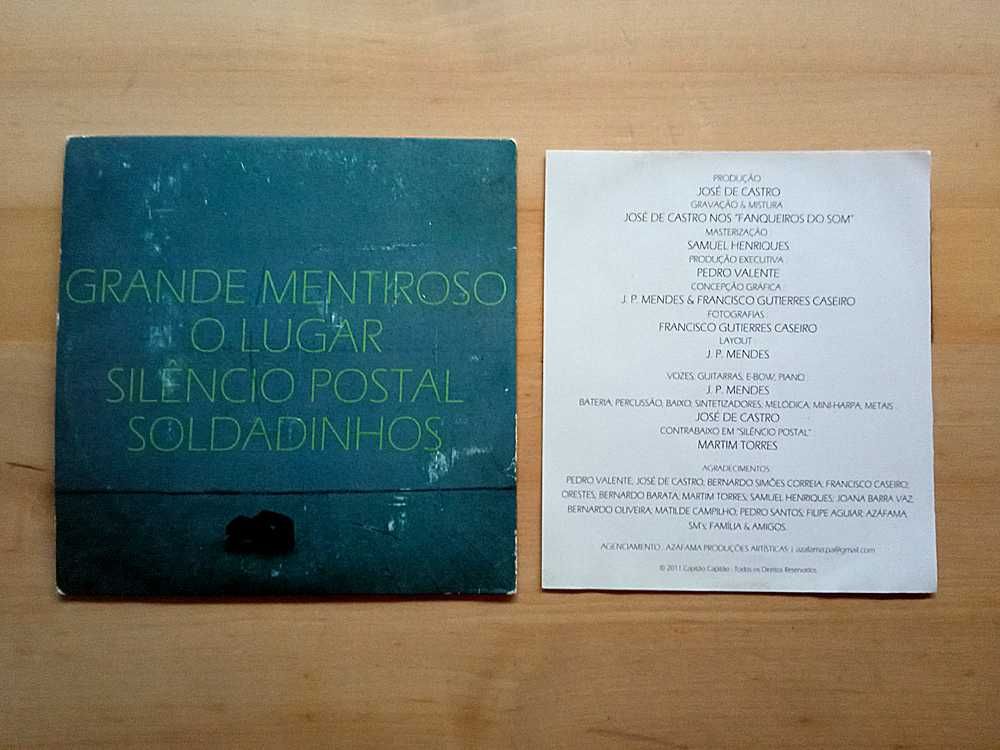 GRANDE MENTIROSO
O LUGAR
SILÊNCIO POSTAL
SOLDADINHOS
PRODUÇÃO
JOSÉ DE CASTRO
GRAVAÇÃO & MISTURA
JOSÉ DE CASTRO NOS "FANQUEIROS DO SOM"
MASTERIZAÇÃO
SAMUEL HENRIQUES
PRODUÇÃO EXECUTIVA
PEDRO VALENTE
CONCEPÇÃO GRÁFICA
J. P. MENDES & FRANCISCO GUTIERRES CASEIRO
FOTOGRAFIAS
FRANCISCO GUTIERRES CASEIRO
LAYOUT
J. P. MENDES
VOZES, GUITARRAS, E-BOW, PIANO
J. P. MENDES
BATERIA, PERCUSSÃO, BAIXO, SINTETIZADORES, MELÓDICA, MINI-HARPA, METAIS
JOSÉ DE CASTRO
CONTRABAIXO EM "SILÊNCIO POSTAL"
MARTIM TORRES
AGRADECIMENTOS
PEDRO VALENTE, JOSÉ DE CASTRO; BERNARDO SIMÕES CORREIA; FRANCISCO CASEIRO;
ORESTES, BERNARDO BARATA; MARTIM TORRES; SAMUEL HENRIQUES; JOANA BARRA VAZ,
BERNARDO OLIVEIRA; MATILDE CAMPILHO; PEDRO SANTOS; FILIPE AGUIAR; AZÁFAMA,
SM's; FAMÍLIA & AMIGOS.
AGENCIAMENTO : AZAFAMA PRODUÇÕES ARTÍSTICAS | azafama.pa@gmail.com
© 2011 Capitão Capitão : Todos os Direitos Reservados